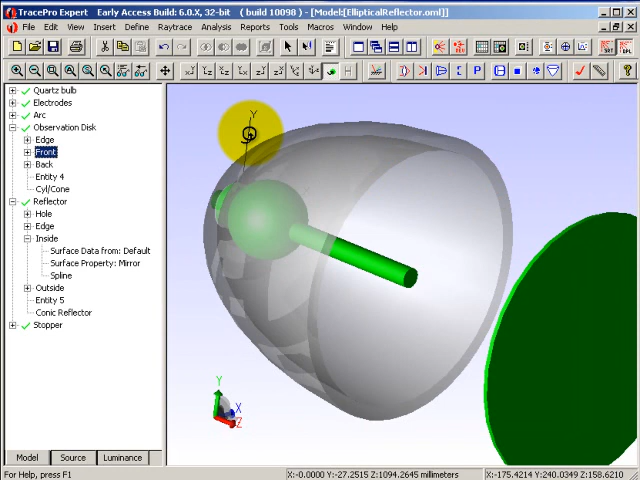 TracePro Expert Early Access Build: 6.0.X, 32-bit ( build 10098 ) - [Model:[EllipticalReflector.oml]
File Edit View Insert Define Raytrace Analysis Reports Tools Macros Window Help
Quartz bulb
Electrodes
Arc
Observation Disk
Edge
Front
Back
Entity 4
Cyl/Cone
Reflector
Hole
Edge
Inside
Surface Data from: Default
Surface Property: Mirror
Spline
Outside
Entity 5
Conic Reflector
Stopper
Y
Y
X
Z
Model Source Luminance
For Help, press F1
X:-0.0000 Y:-27.2515 Z:1094.2645 millimeters
X:-175.4214 Y:240.0349 Z:158.6210